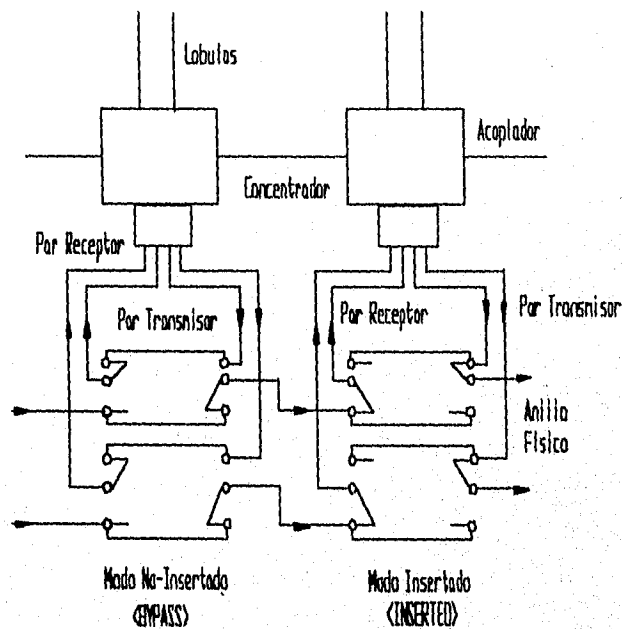 Lobulos
Acoplador
Concentrador
Par Receptor
Par Transmisor
Par Receptor
Par Transmisor
Anillo
Fisico
Modo No-Insertado
<BYPASS>
Modo Insertado
<INSERTED>